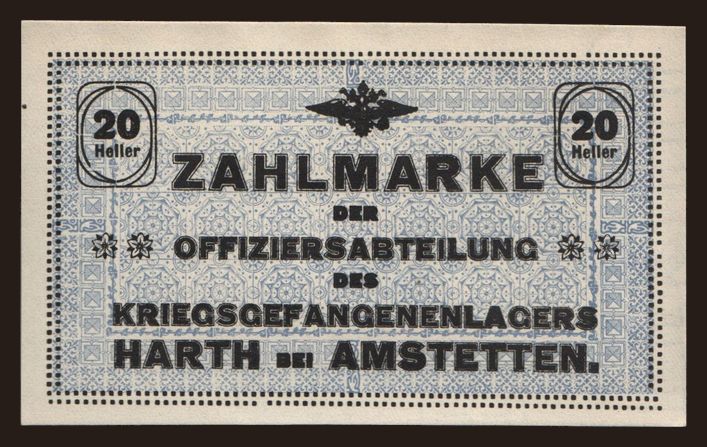 20 Heller
20 Heller
ZAHLMARKE
DER
OFFIZIERSABTEILUNG
DES
KRIEGSGEFANGENENLAGERS
HARTH BEI AMSTETTEN.